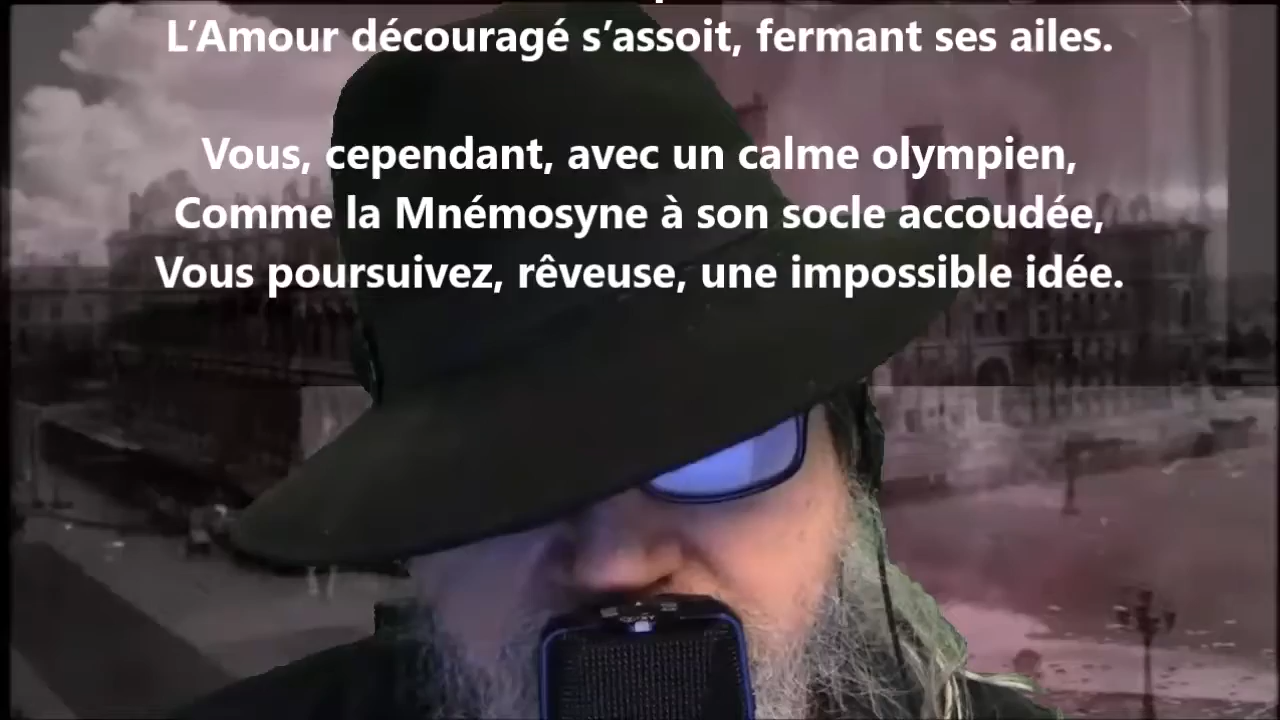 L’Amour découragé s’assoit, fermant ses ailes.
Vous, cependant, avec un calme olympien,
Comme la Mnémosyne à son socle accoudée,
Vous poursuivez, rêveuse, une impossible idée.